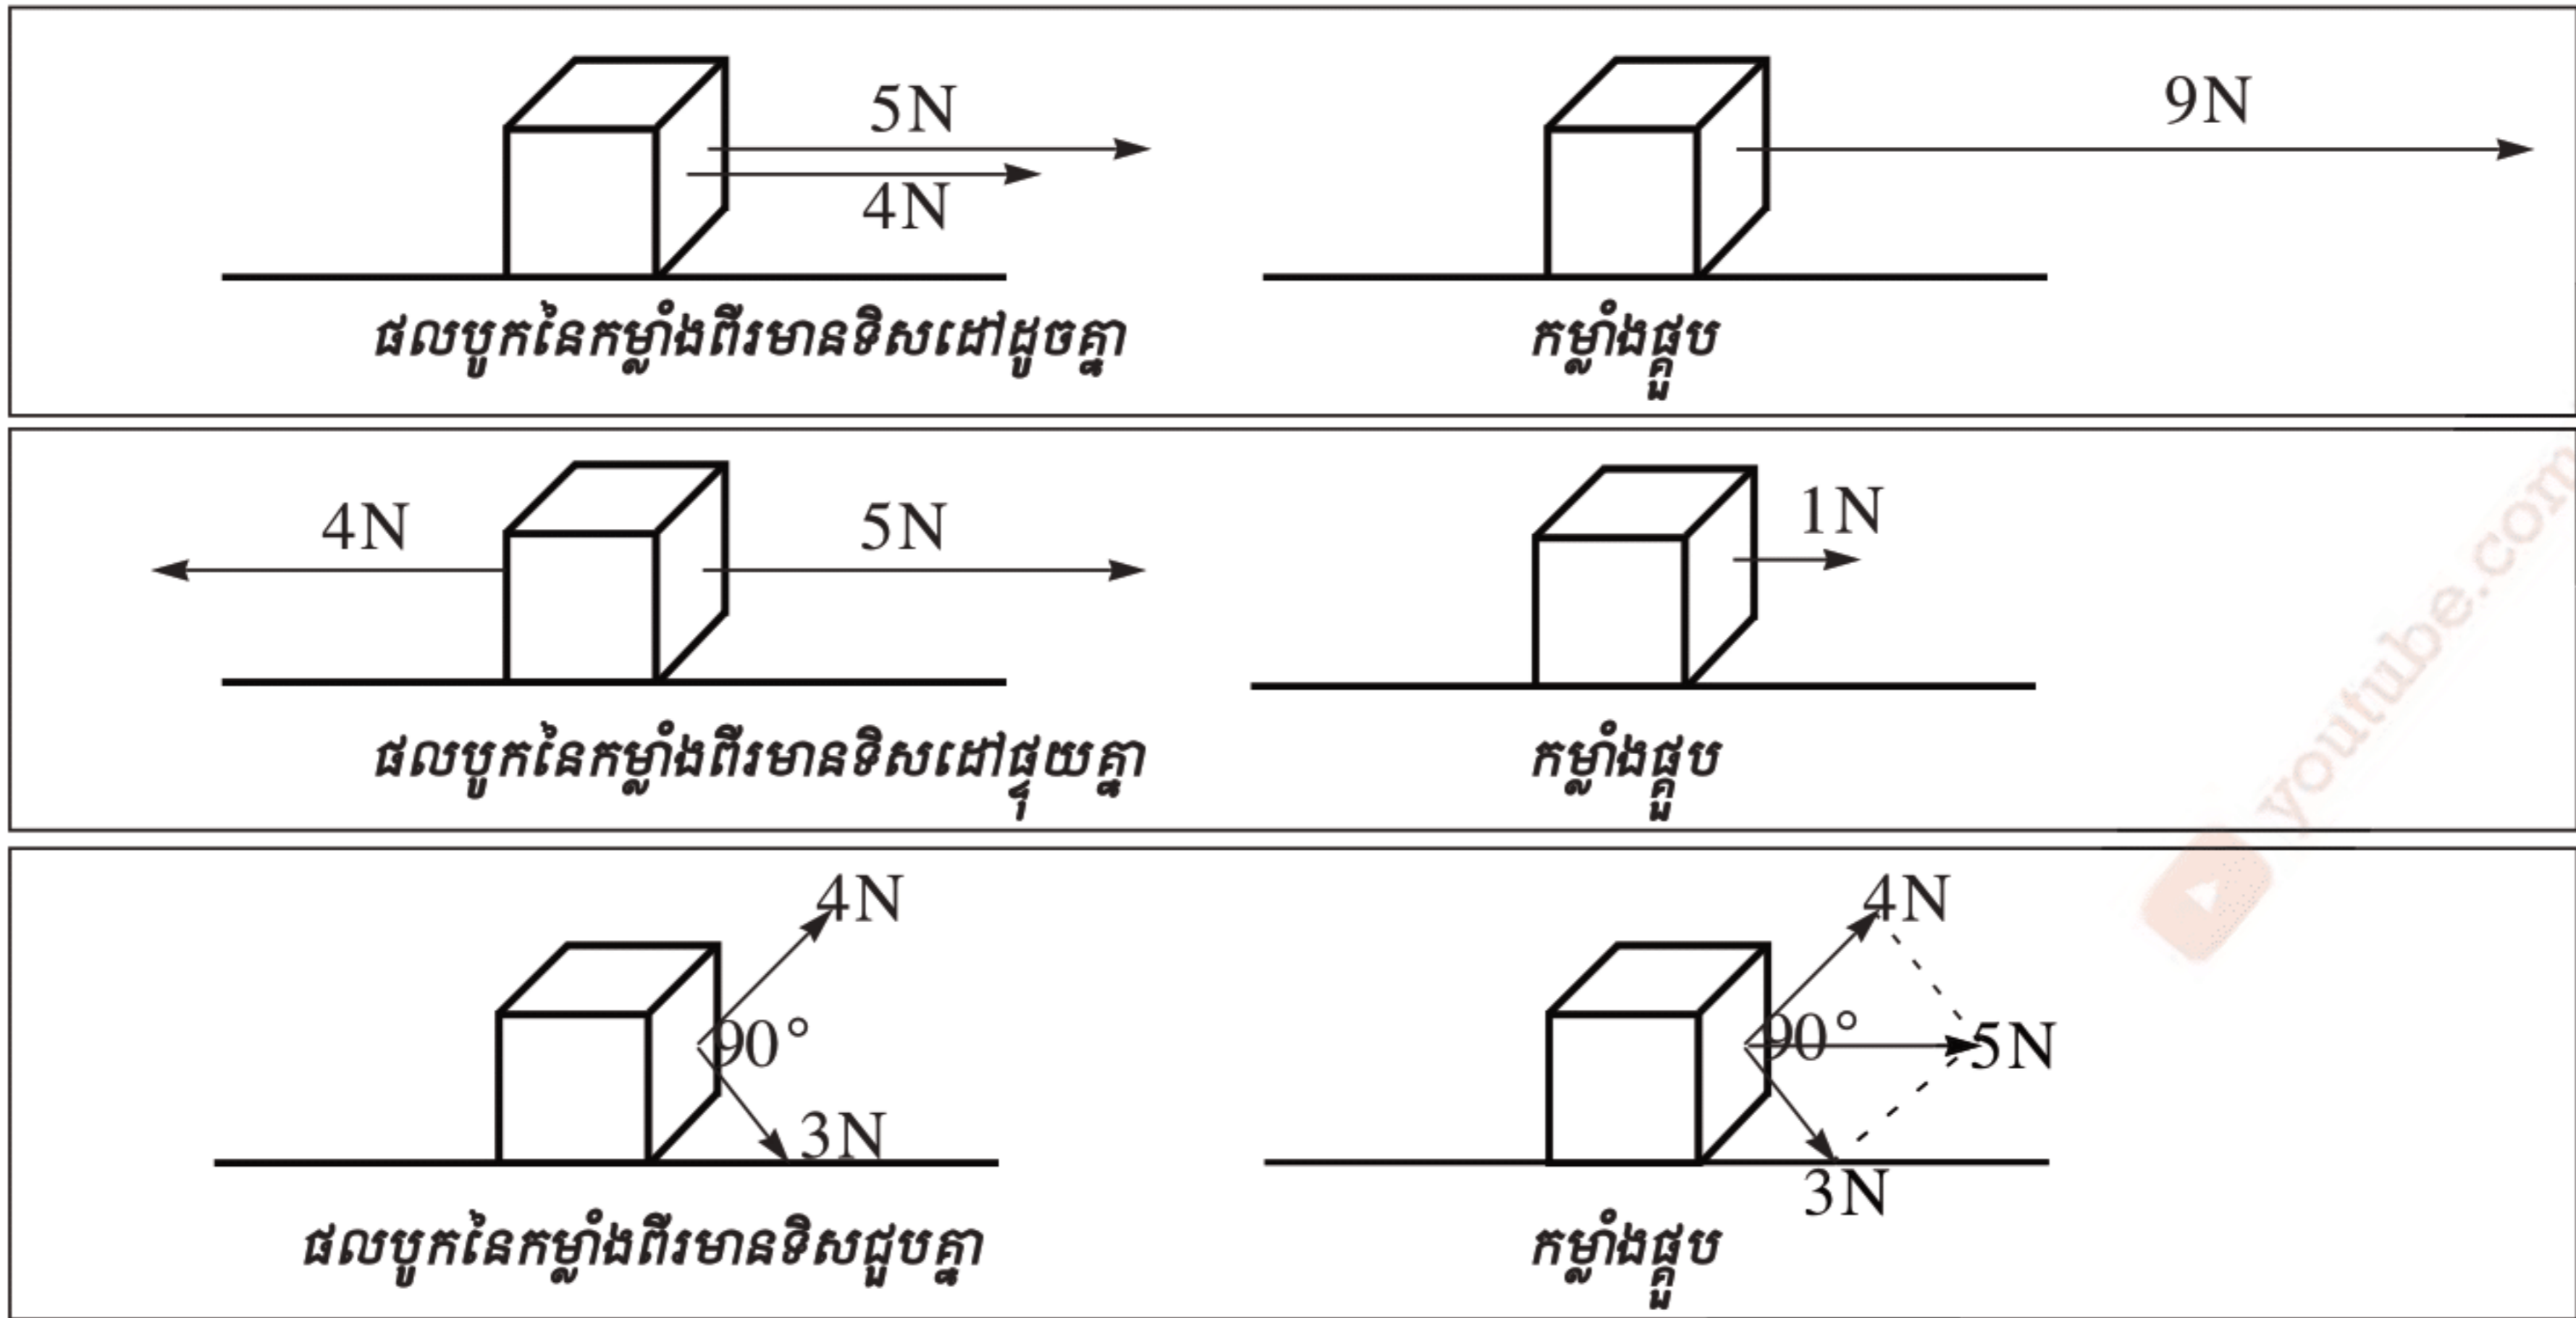 5N
4N
9N
ផលបូកនៃកម្លាំងពីរមានទិសដៅដូចគ្នា
កម្លាំងផ្គួប
4N
5N
1N
ផលបូកនៃកម្លាំងពីរមានទិសដៅផ្ទុយគ្នា
កម្លាំងផ្គួប
youtube.com
4N
90°
3N
4N
90°
5N
3N
ផលបូកនៃកម្លាំងពីរមានទិសជួបគ្នា
កម្លាំងផ្គួប